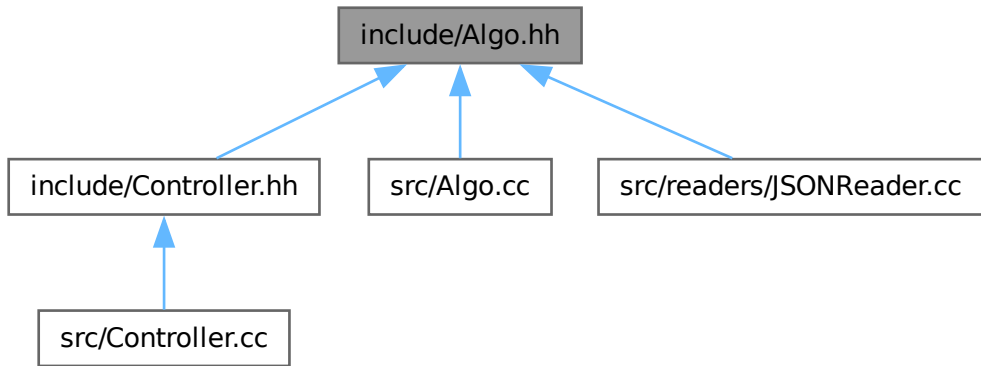 include/Algo.hh
include/Controller.hh
src/Algo.cc
src/readers/JSONReader.cc
src/Controller.cc